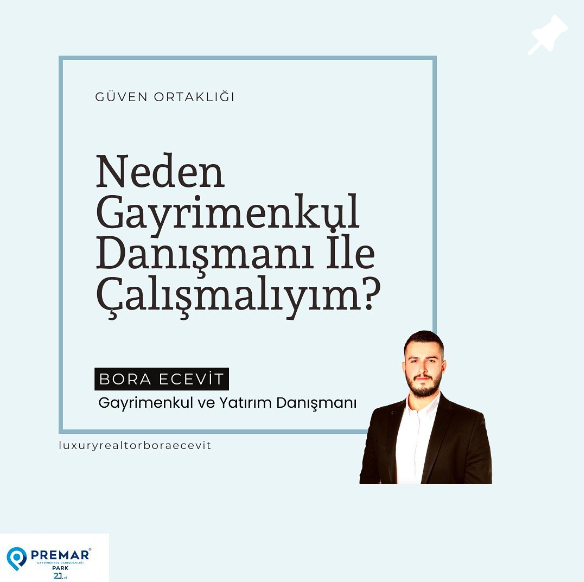 GÜVEN ORTAKLIĞI
Neden
Gayrimenkul
Danışmanı İle
Çalışmalıyım?
BORA ECEVİT
Gayrimenkul ve Yatırım Danışmanı
luxuryrealtorboraecevit
PREMAR
PARK